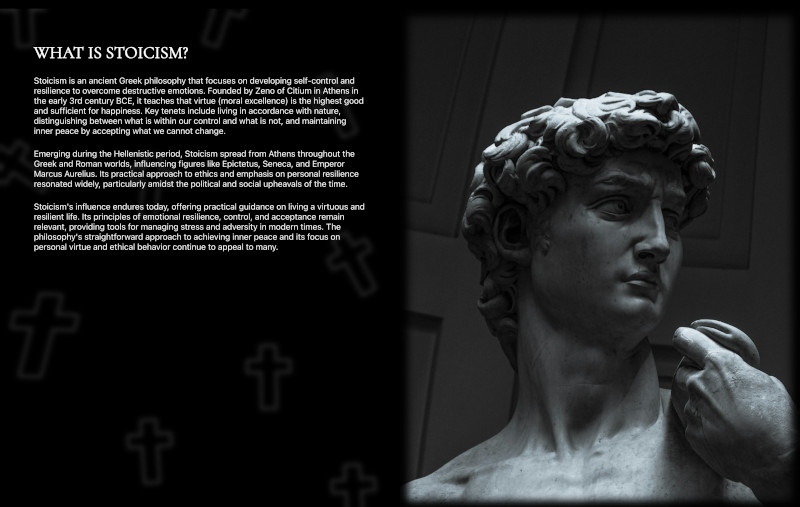 WHAT IS STOICISM?
Stoicism is an ancient Greek philosophy that focuses on developing self-control and
resilience to overcome destructive emotions. Founded by Zeno of Citium in Athens in
the early 3rd century BCE, it teaches that virtue (moral excellence) is the highest good
and sufficient for happiness. Key tenets include living in accordance with nature,
distinguishing between what is within our control and what is not, and maintaining
inner peace by accepting what we cannot change.
Emerging during the Hellenistic period, Stoicism spread from Athens throughout the
Greek and Roman worlds, influencing figures like Epictetus, Seneca, and Emperor
Marcus Aurelius. Its practical approach to ethics and emphasis on personal resilience
resonated widely, particularly amidst the political and social upheavals of the time.
Stoicism's influence endures today, offering practical guidance on living a virtuous and
resilient life. Its principles of emotional resilience, control, and acceptance remain
relevant, providing tools for managing stress and adversity in modern times. The
philosophy's straightforward approach to achieving inner peace and its focus on
personal virtue and ethical behavior continue to appeal to many.